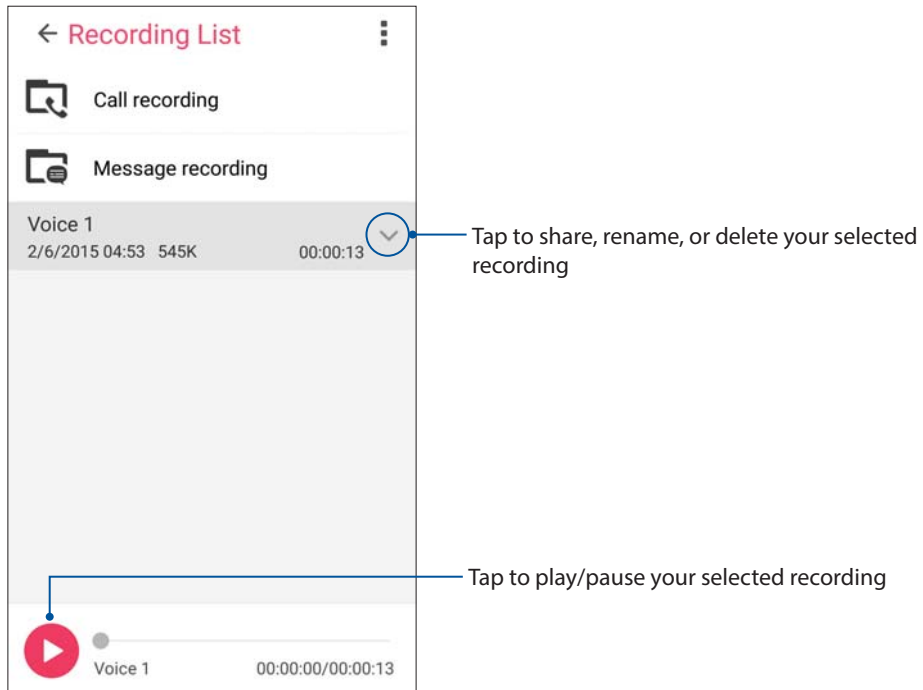 Recording List
Call recording
Message recording
Voice 1
2/6/2015 04:53 545K 00:00:13
Tap to share, rename, or delete your selected
recording
Tap to play/pause your selected recording
Voice 1 00:00:00/00:00:13